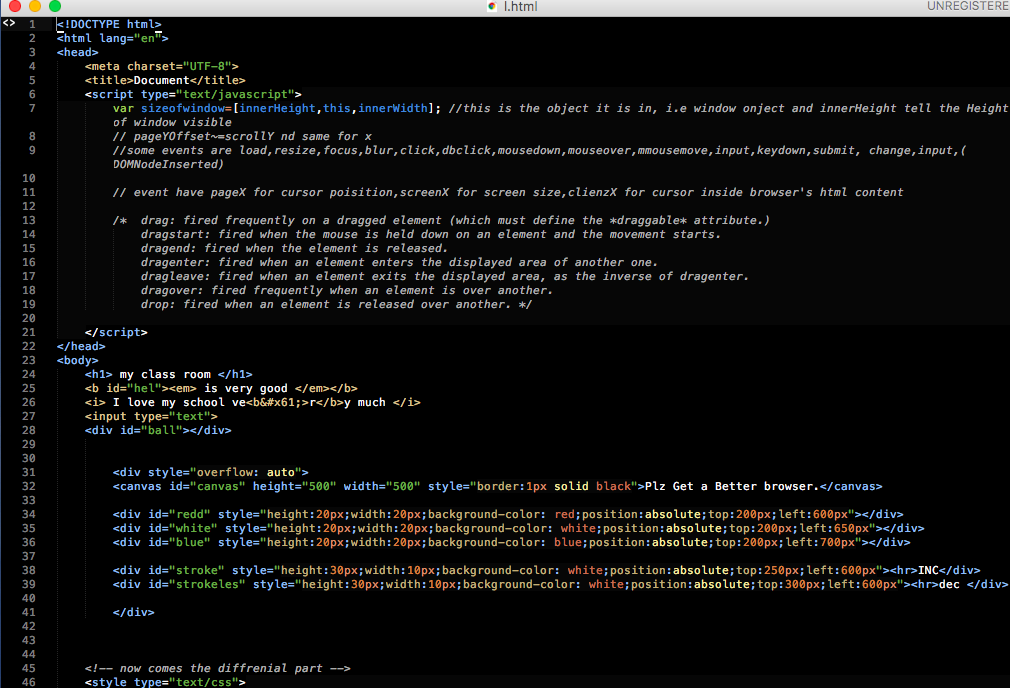 I.html
UNREGISTERE
<> 1 <!DOCTYPE html>
2 <html lang="en">
3 <head>
4 <meta charset="UTF-8">
5 <title>Document</title>
6 <script type="text/javascript">
7 var sizeofwindow=[innerHeight,this,innerWidth]; //this is the object it is in, i.e window onject and innerHeight tell the Height
of window visible
8 // pageYOffset~=scrollY nd same for x
9 //some events are load,resize,focus,blur,click,dbclick,mousedown,mouseover,mmousemove,input,keydown,submit, change,input,(
DOMNodeInserted)
10
11 // event have pageX for cursor poisition,screenX for screen size,clienzX for cursor inside browser's html content
12
13 /* drag: fired frequently on a dragged element (which must define the *draggable* attribute.)
14 dragstart: fired when the mouse is held down on an element and the movement starts.
15 dragend: fired when the element is released.
16 dragenter: fired when an element enters the displayed area of another one.
17 dragleave: fired when an element exits the displayed area, as the inverse of dragenter.
18 dragover: fired frequently when an element is over another.
19 drop: fired when an element is released over another. */
20
21 </script>
22 </head>
23 <body>
24 <h1> my class room </h1>
25 <b id="hel"><em> is very good </em></b>
26 <i> I love my school ve<b&#x61;>r</b>y much </i>
27 <input type="text">
28 <div id="ball"></div>
29
30
31 <div style="overflow: auto">
32 <canvas id="canvas" height="500" width="500" style="border:1px solid black">Plz Get a Better browser.</canvas>
33
34 <div id="redd" style="height:20px;width:20px;background-color: red;position:absolute;top:200px;left:600px"></div>
35 <div id="white" style="height:20px;width:20px;background-color: white;position:absolute;top:200px;left:650px"></div>
36 <div id="blue" style="height:20px;width:20px;background-color: blue;position:absolute;top:200px;left:700px"></div>
37
38 <div id="stroke" style="height:30px;width:10px;background-color: white;position:absolute;top:250px;left:600px"><hr>INC</div>
39 <div id="strokeles" style="height:30px;width:10px;background-color: white;position:absolute;top:300px;left:600px"><hr>dec </div>
40
41 </div>
42
43
44
45 <!-- now comes the diffrenial part -->
46 <style type="text/css">